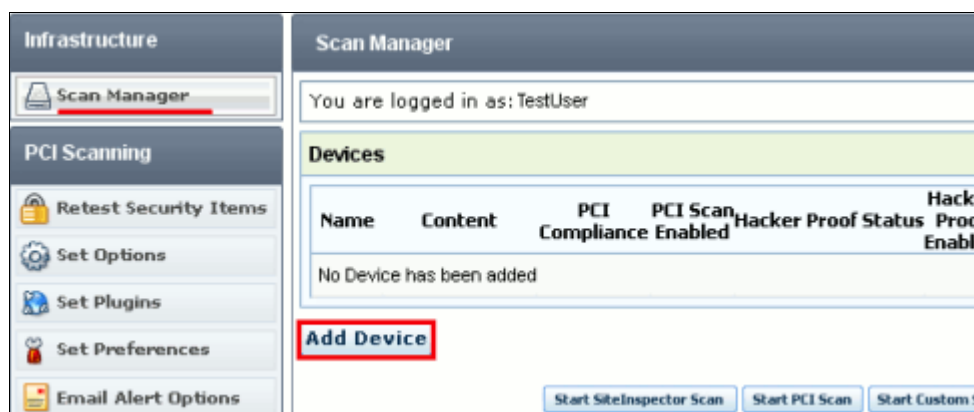 Infrastructure
Scan Manager
PCI Scanning
Retest Security Items
Set Options
Set Plugins
Set Preferences
Email Alert Options
Scan Manager
You are logged in as: TestUser
Devices
Name Content PCI Compliance PCI Scan Enabled Hacker Proof Status
No Device has been added
Add Device
Start SiteInspector Scan Start PCI Scan Start Custom